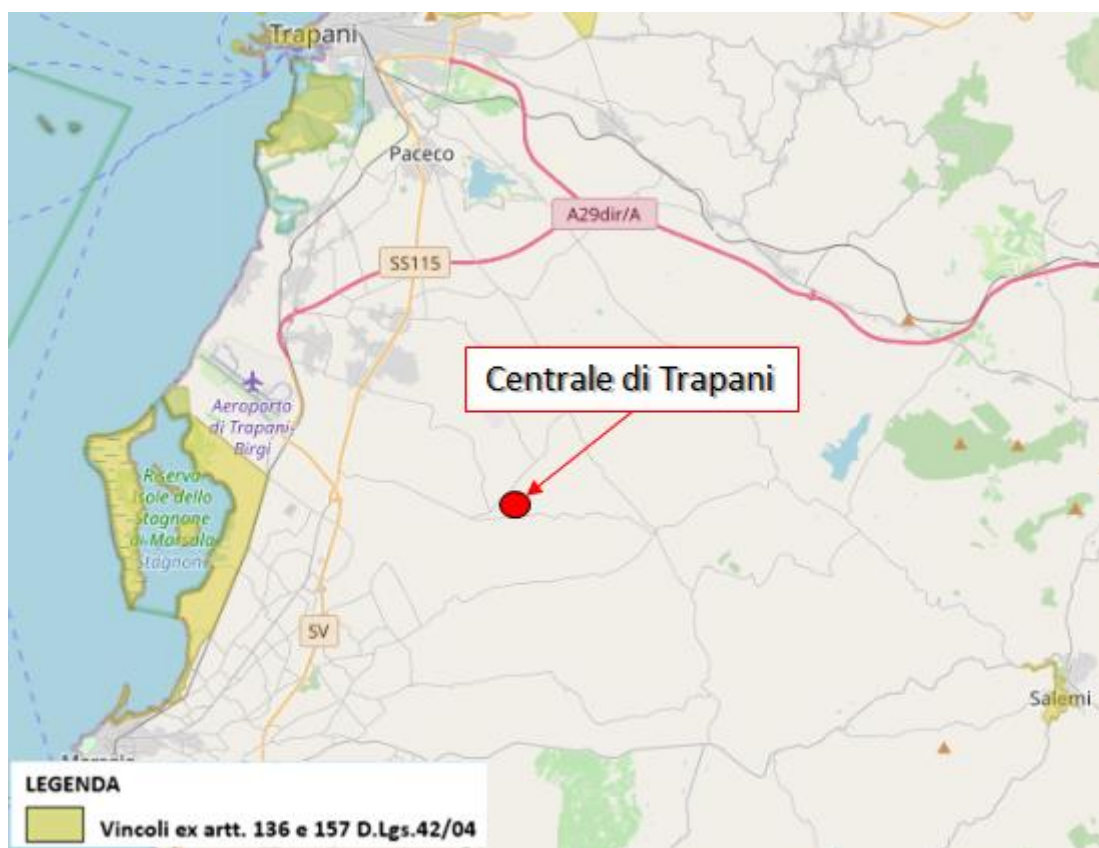 Trapani
Paceco
A29dir/A
SS115
Centrale di Trapani
Aeroporto
di Trapani-
Birgi
Riserva
Isole dello
Stagnone
di Marsala
Stagnon
SV
Salemi
LEGENDA
Vincoli ex artt. 136 e 157 D.Lgs.42/04